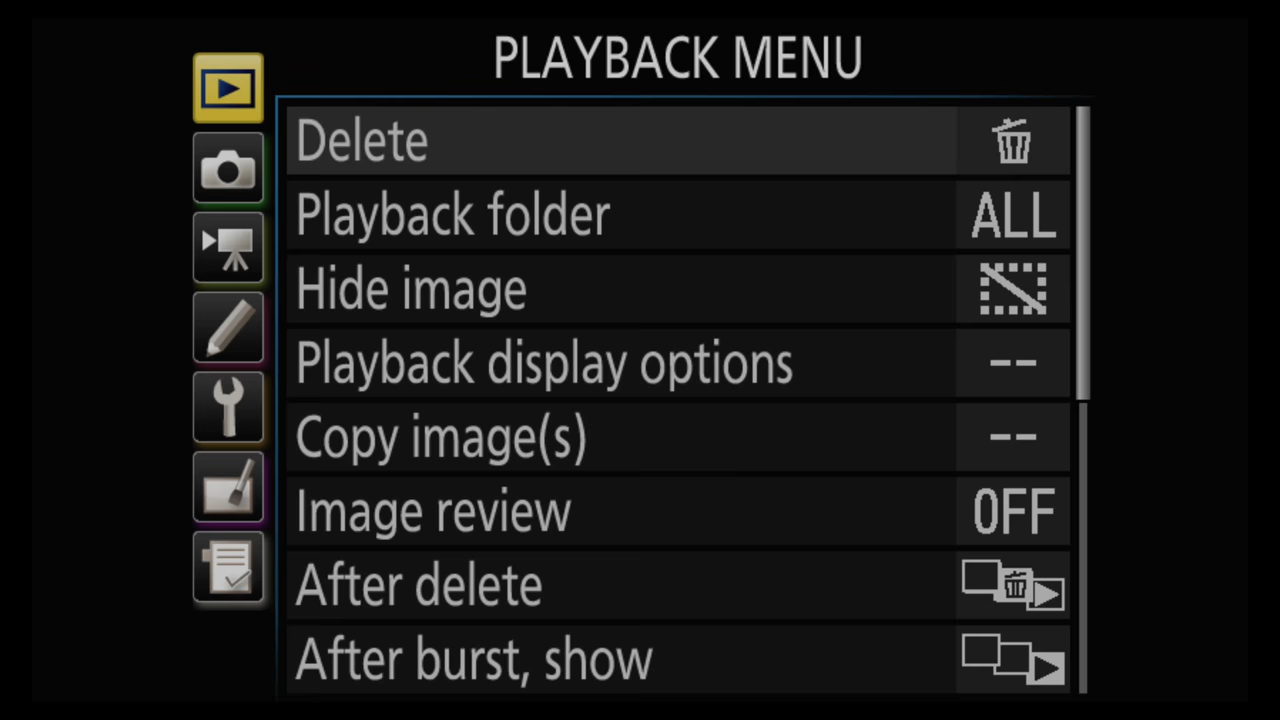 PLAYBACK MENU
Delete
Playback folder ALL
Hide image
Playback display options --
Copy image(s) --
Image review OFF
After delete
After burst, show